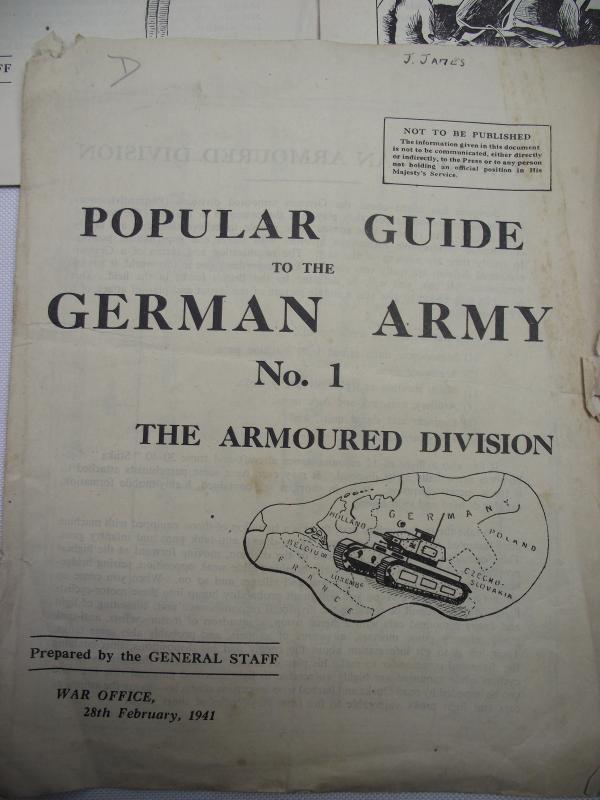 FF
D
J. JAMES
NOT TO BE PUBLISHED
The information given in this document
is not to be communicated, either directly
or indirectly, to the Press or to any person
not holding an official position in His
Majesty's Service.
POPULAR GUIDE
TO THE
GERMAN ARMY
No. 1
THE ARMOURED DIVISION
GERMANY
HOLLAND
POLAND
BELGIUM
CZECHO-
SLOVAKIA
LUXEMBG
FRANCE
Prepared by the GENERAL STAFF
WAR OFFICE,
28th February, 1941